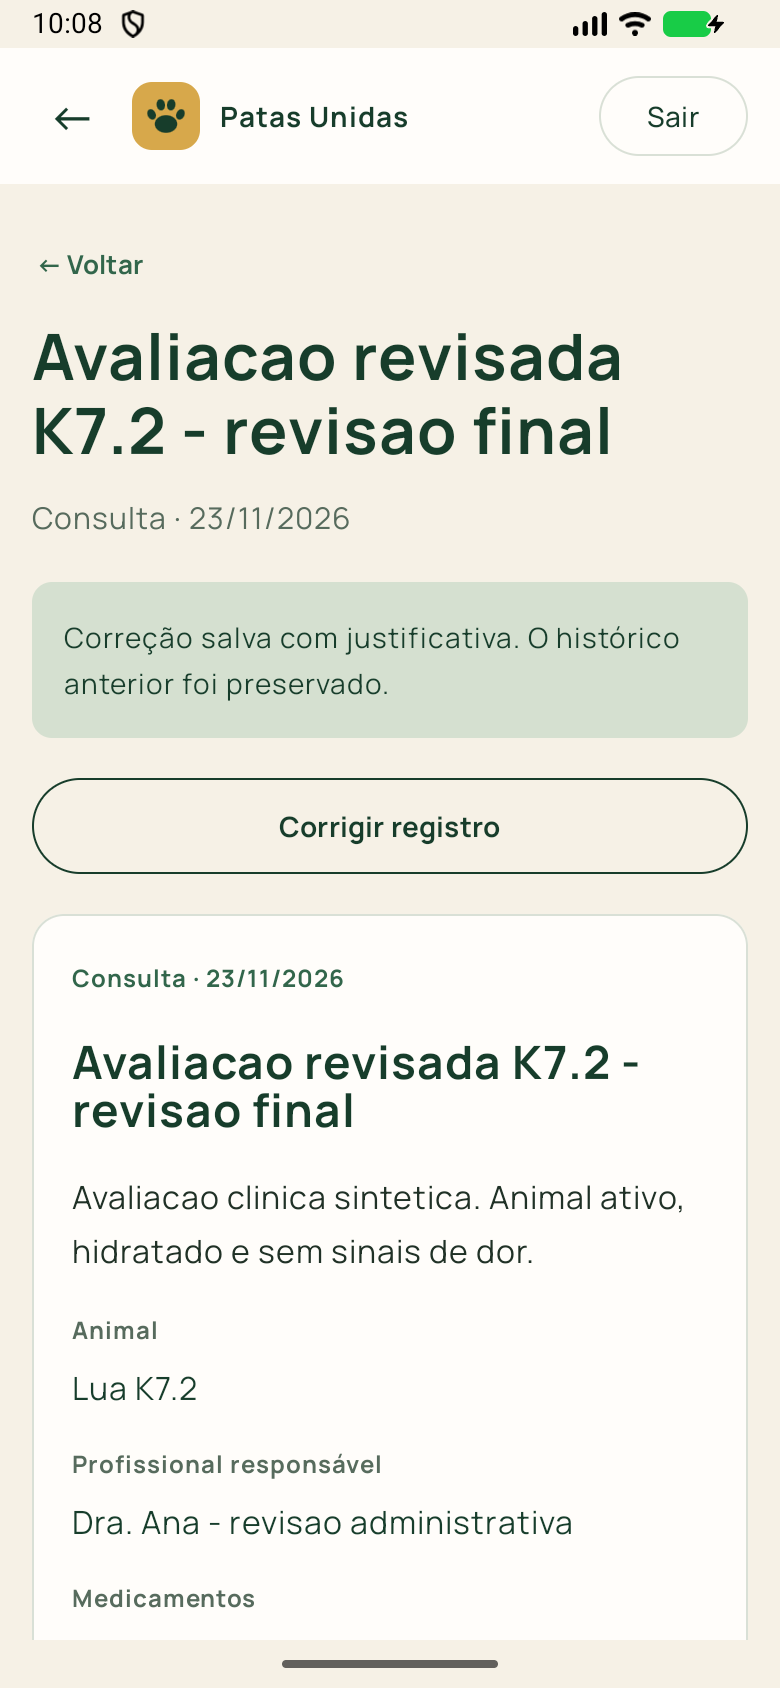 10:08
Patas Unidas
Sair
← Voltar
Avaliacao revisada
K7.2 - revisao final
Consulta · 23/11/2026
Correção salva com justificativa. O histórico
anterior foi preservado.
Corrigir registro
Consulta · 23/11/2026
Avaliacao revisada K7.2 -
revisao final
Avaliacao clinica sintetica. Animal ativo,
hidratado e sem sinais de dor.
Animal
Lua K7.2
Profissional responsável
Dra. Ana - revisao administrativa
Medicamentos